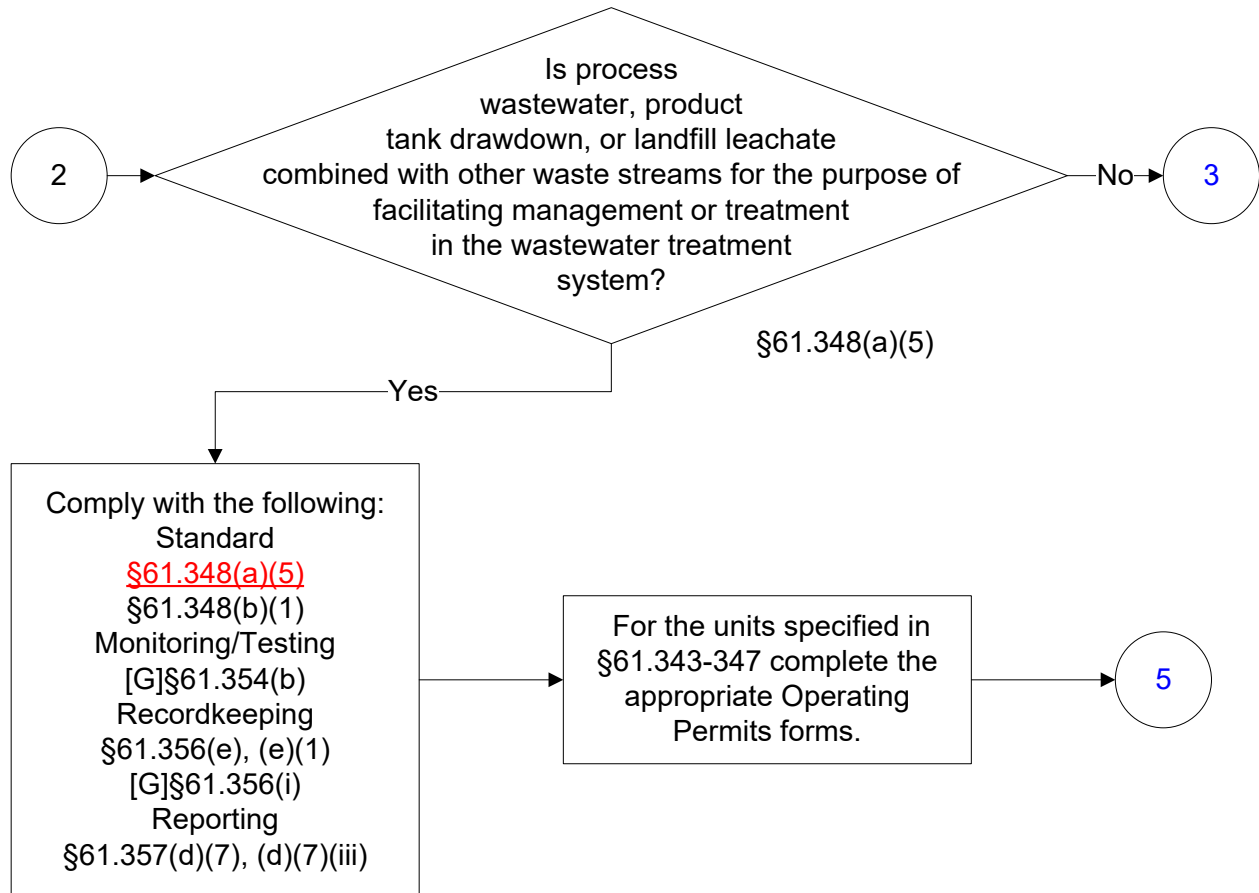 2
Is process
wastewater, product
tank drawdown, or landfill leachate
combined with other waste streams for the purpose of
facilitating management or treatment
in the wastewater treatment
system?
No
3
§61.348(a)(5)
Yes
Comply with the following:
Standard
§61.348(a)(5)
§61.348(b)(1)
Monitoring/Testing
[G]§61.354(b)
Recordkeeping
§61.356(e), (e)(1)
[G]§61.356(i)
Reporting
§61.357(d)(7), (d)(7)(iii)
For the units specified in
§61.343-347 complete the
appropriate Operating
Permits forms.
5